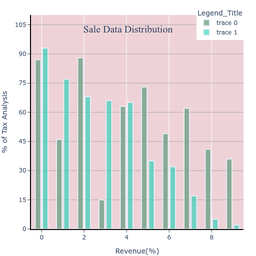 Legend_Title
trace 0
trace 1
Sale Data Distribution
% of Tax Analysis
105
90
75
60
45
30
15
0
0
2
4
6
8
Revenue(%)